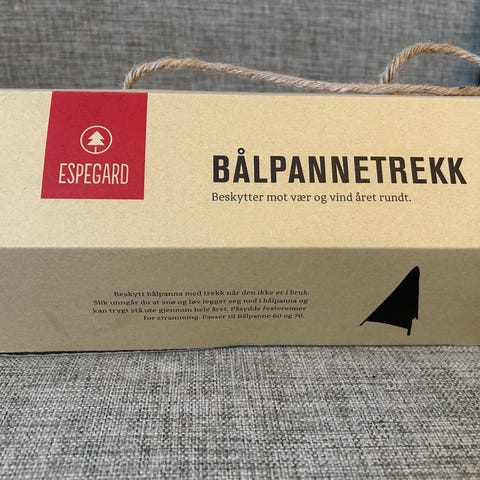 ESPEGARD
BÅLPANNETREKK
Beskytter mot vær og vind året rundt.
Beskytt bålpanna med trekk når den ikke er i bruk.
Slik unngår du at snø og løv legger seg ned i bålpanna og
kan trygt stå ute gjennom hele året. Påsydde festereimer
for stramming. Passer til Bålpanne 60 og 70.